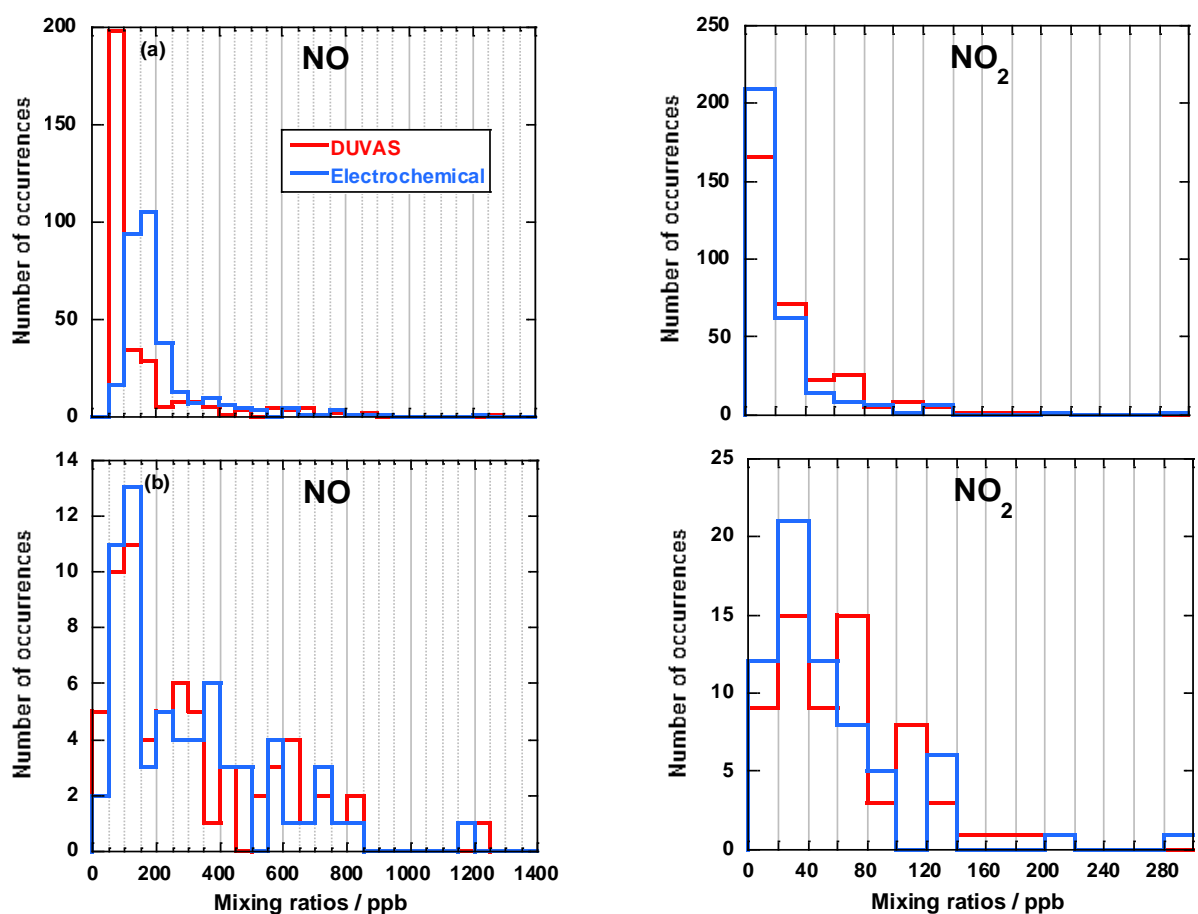 (a)
NO
Number of occurrences
200
150
100
50
0
DUVAS
Electrochemical
NO2
Number of occurrences
250
200
150
100
50
0
(b)
NO
Number of occurrences
14
12
10
8
6
4
2
0
0 200 400 600 800 1000 1200 1400
Mixing ratios / ppb
NO2
Number of occurrences
25
20
15
10
5
0
0 40 80 120 160 200 240 280
Mixing ratios / ppb